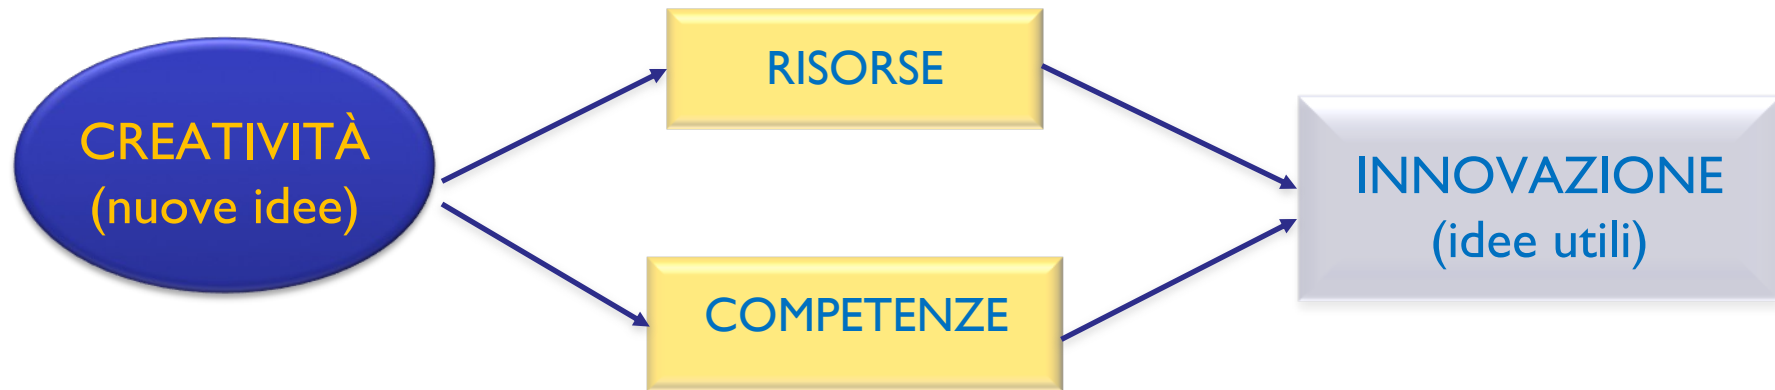 CREATIVITÀ
(nuove idee)
RISORSE
COMPETENZE
INNOVAZIONE
(idee utili)